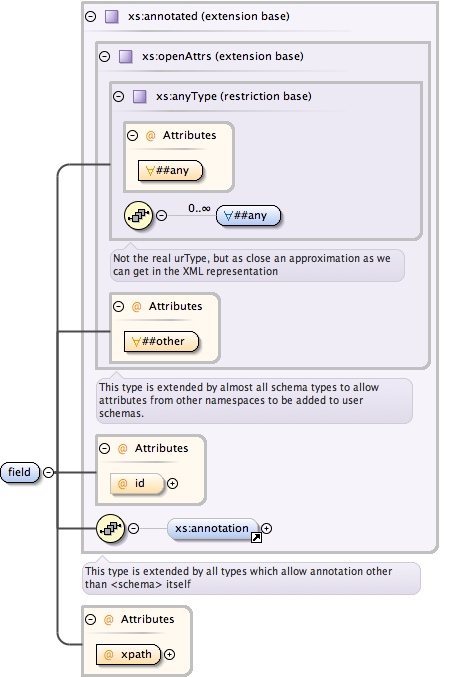 xs:annotated (extension base)
xs:openAttrs (extension base)
xs:anyType (restriction base)
@ Attributes
∀##any
0..∞
∀##any
Not the real urType, but as close an approximation as we
can get in the XML representation
@ Attributes
∀##other
This type is extended by almost all schema types to allow
attributes from other namespaces to be added to user
schemas.
@ Attributes
field
@ id
xs:annotation
This type is extended by all types which allow annotation other
than <schema> itself
@ Attributes
@ xpath